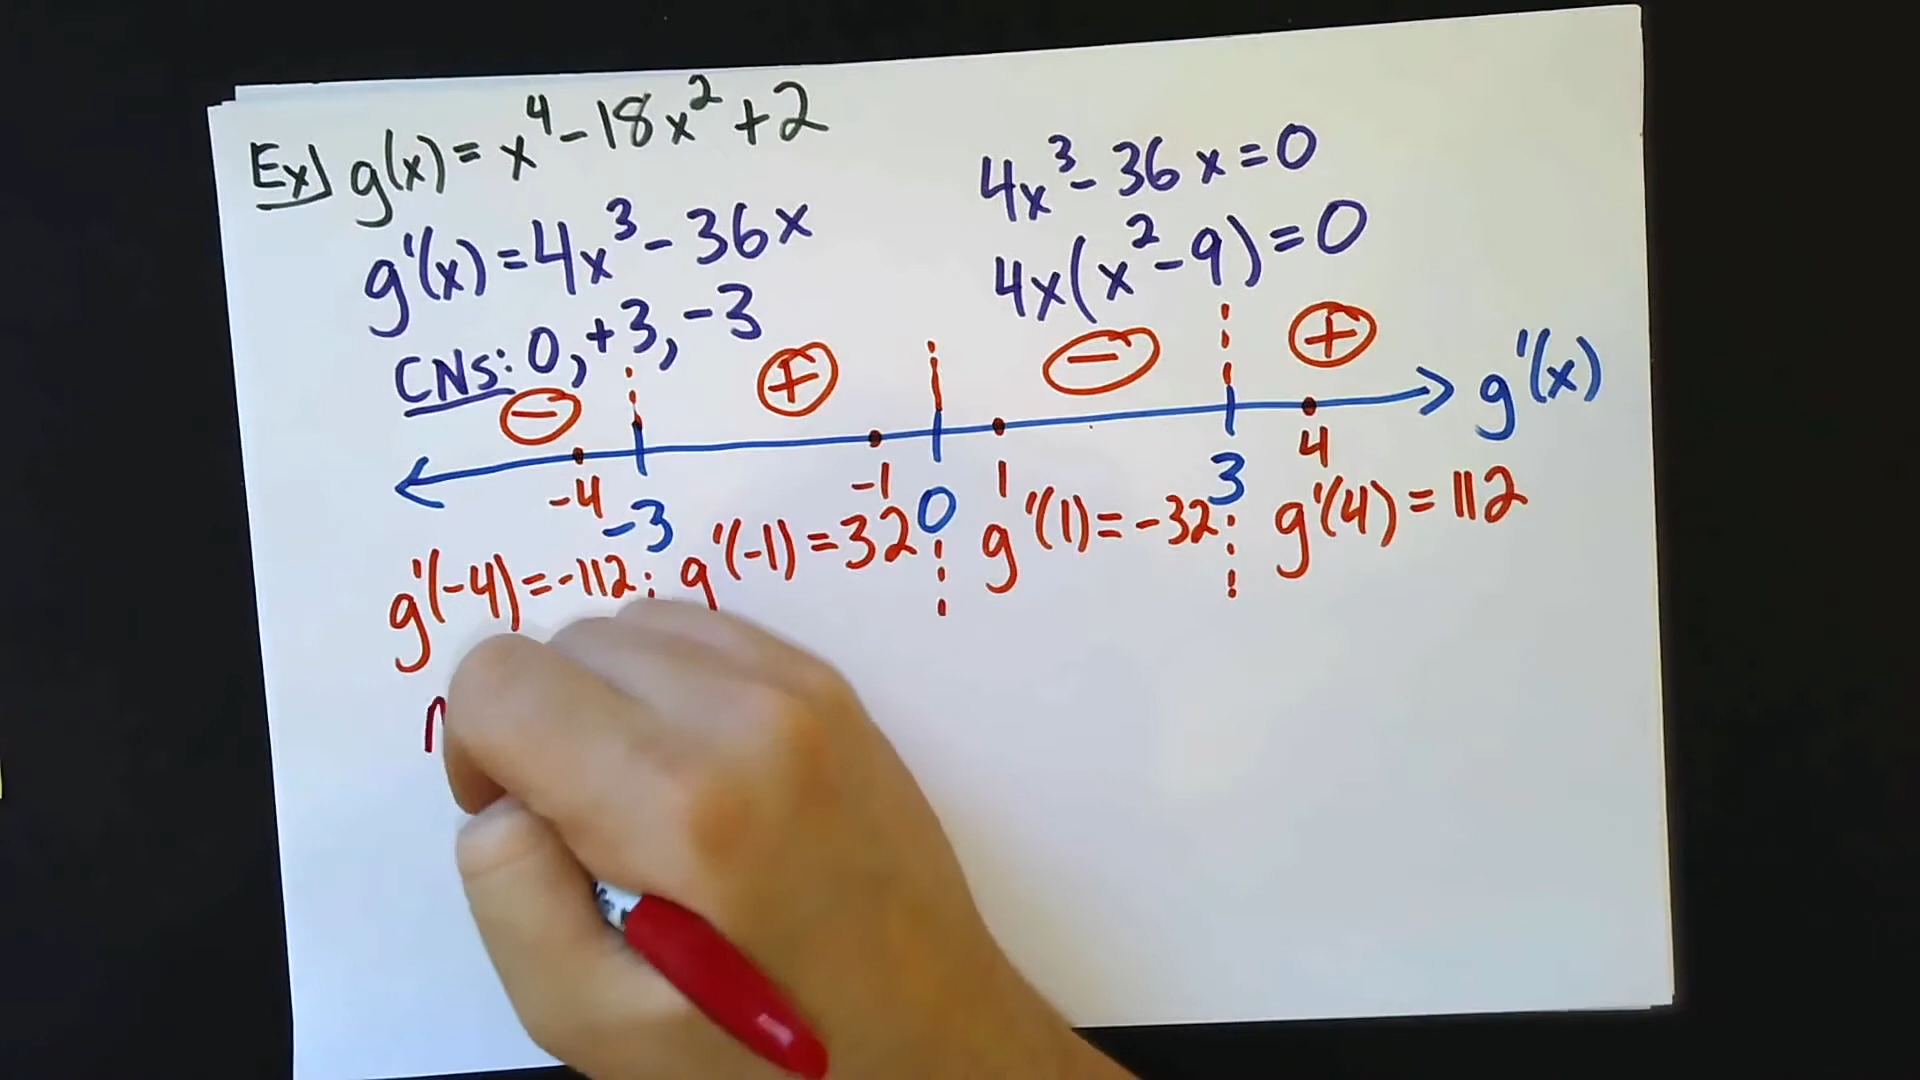 Ex) g(x) = x⁴ - 18x² + 2
g'(x) = 4x³ - 36x
CNs: 0, +3, -3
4x³ - 36x = 0
4x(x² - 9) = 0
⊖ ⊕ ⊖ ⊕
g'(x)
-4 -3 -1 0 1 3 4
g'(-4) = -112 g'(-1) = 32 g'(1) = -32 g'(4) = 112